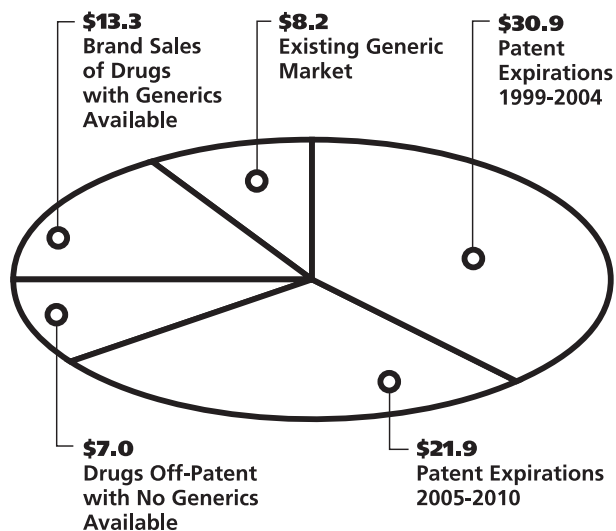 $13.3
Brand Sales
of Drugs
with Generics
Available
$8.2
Existing Generic
Market
$30.9
Patent
Expirations
1999-2004
$7.0
Drugs Off-Patent
with No Generics
Available
$21.9
Patent Expirations
2005-2010